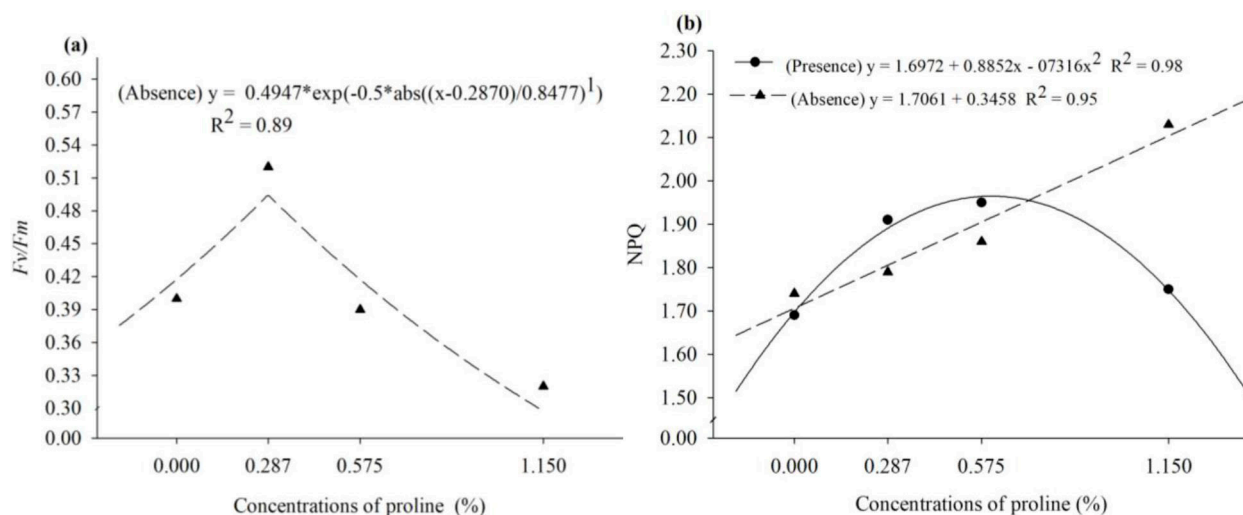 (a)
(Absence) y = 0.4947*exp(-0.5*abs((x-0.2870)/0.8477)^1)
R^2 = 0.89
0.60
0.57
0.54
0.51
0.48
0.45
0.42
0.39
0.36
0.33
0.30
0.00
Fv/Fm
0.000 0.287 0.575 1.150
Concentrations of proline (%)
(b)
(Presence) y = 1.6972 + 0.8852x - 07316x^2 R^2 = 0.98
(Absence) y = 1.7061 + 0.3458 R^2 = 0.95
2.30
2.20
2.10
2.00
1.90
1.80
1.70
1.60
1.50
0.00
NPQ
0.000 0.287 0.575 1.150
Concentrations of proline (%)